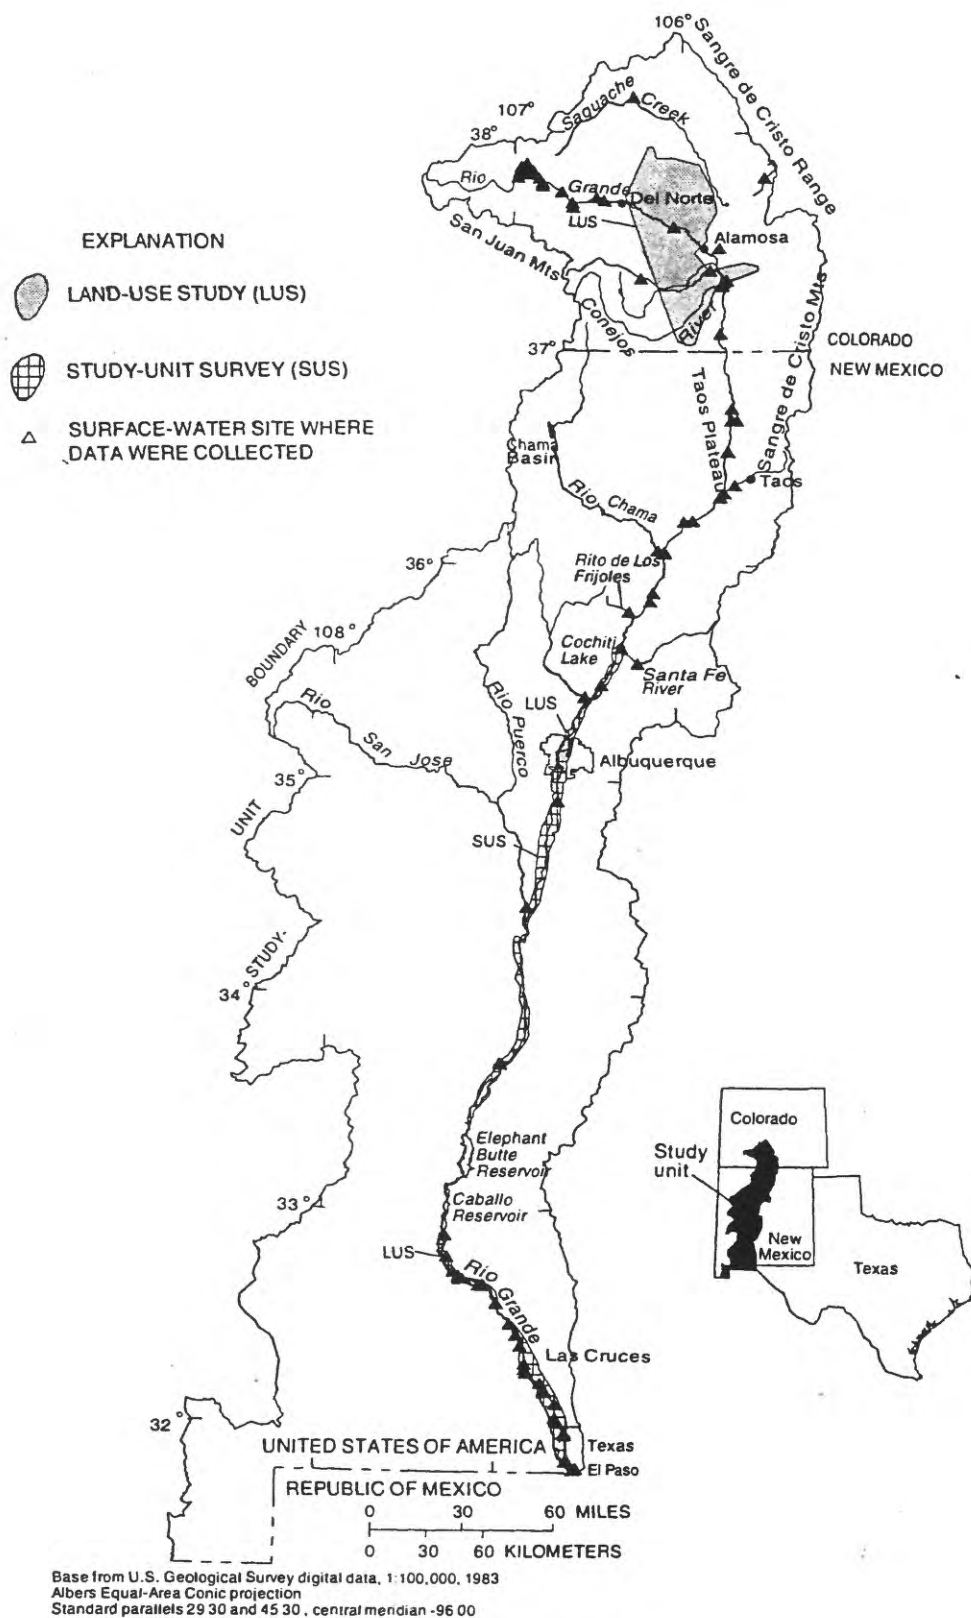 106°
Sangre de Cristo Range
Saguache
Creek
107°
38°
Rio
Grande
Del Norte
LUS
Alamosa
San Juan Mts
EXPLANATION
LAND-USE STUDY (LUS)
Conejos
River
Sangre de Cristo Mts
37°
COLORADO
NEW MEXICO
STUDY-UNIT SURVEY (SUS)
Taos Plateau
SURFACE-WATER SITE WHERE
DATA WERE COLLECTED
Chama
Basin
Taos
Rio
Chama
36°
Rito de Los
Frijoles
108°
BOUNDARY
Cochiti
Lake
Santa Fe
River
Rio
San
Jose
Rio Puerco
LUS
Albuquerque
35°
UNIT
SUS
STUDY-
34°
Elephant
Butte
Reservoir
Colorado
Study
unit
33°
Caballo
Reservoir
New
Mexico
Texas
LUS
Rio Grande
Las Cruces
32°
UNITED STATES OF AMERICA
Texas
El Paso
REPUBLIC OF MEXICO
0 30 60 MILES
0 30 60 KILOMETERS
Base from U.S. Geological Survey digital data, 1:100,000, 1983
Albers Equal-Area Conic projection
Standard parallels 29 30 and 45 30, central meridian -96 00